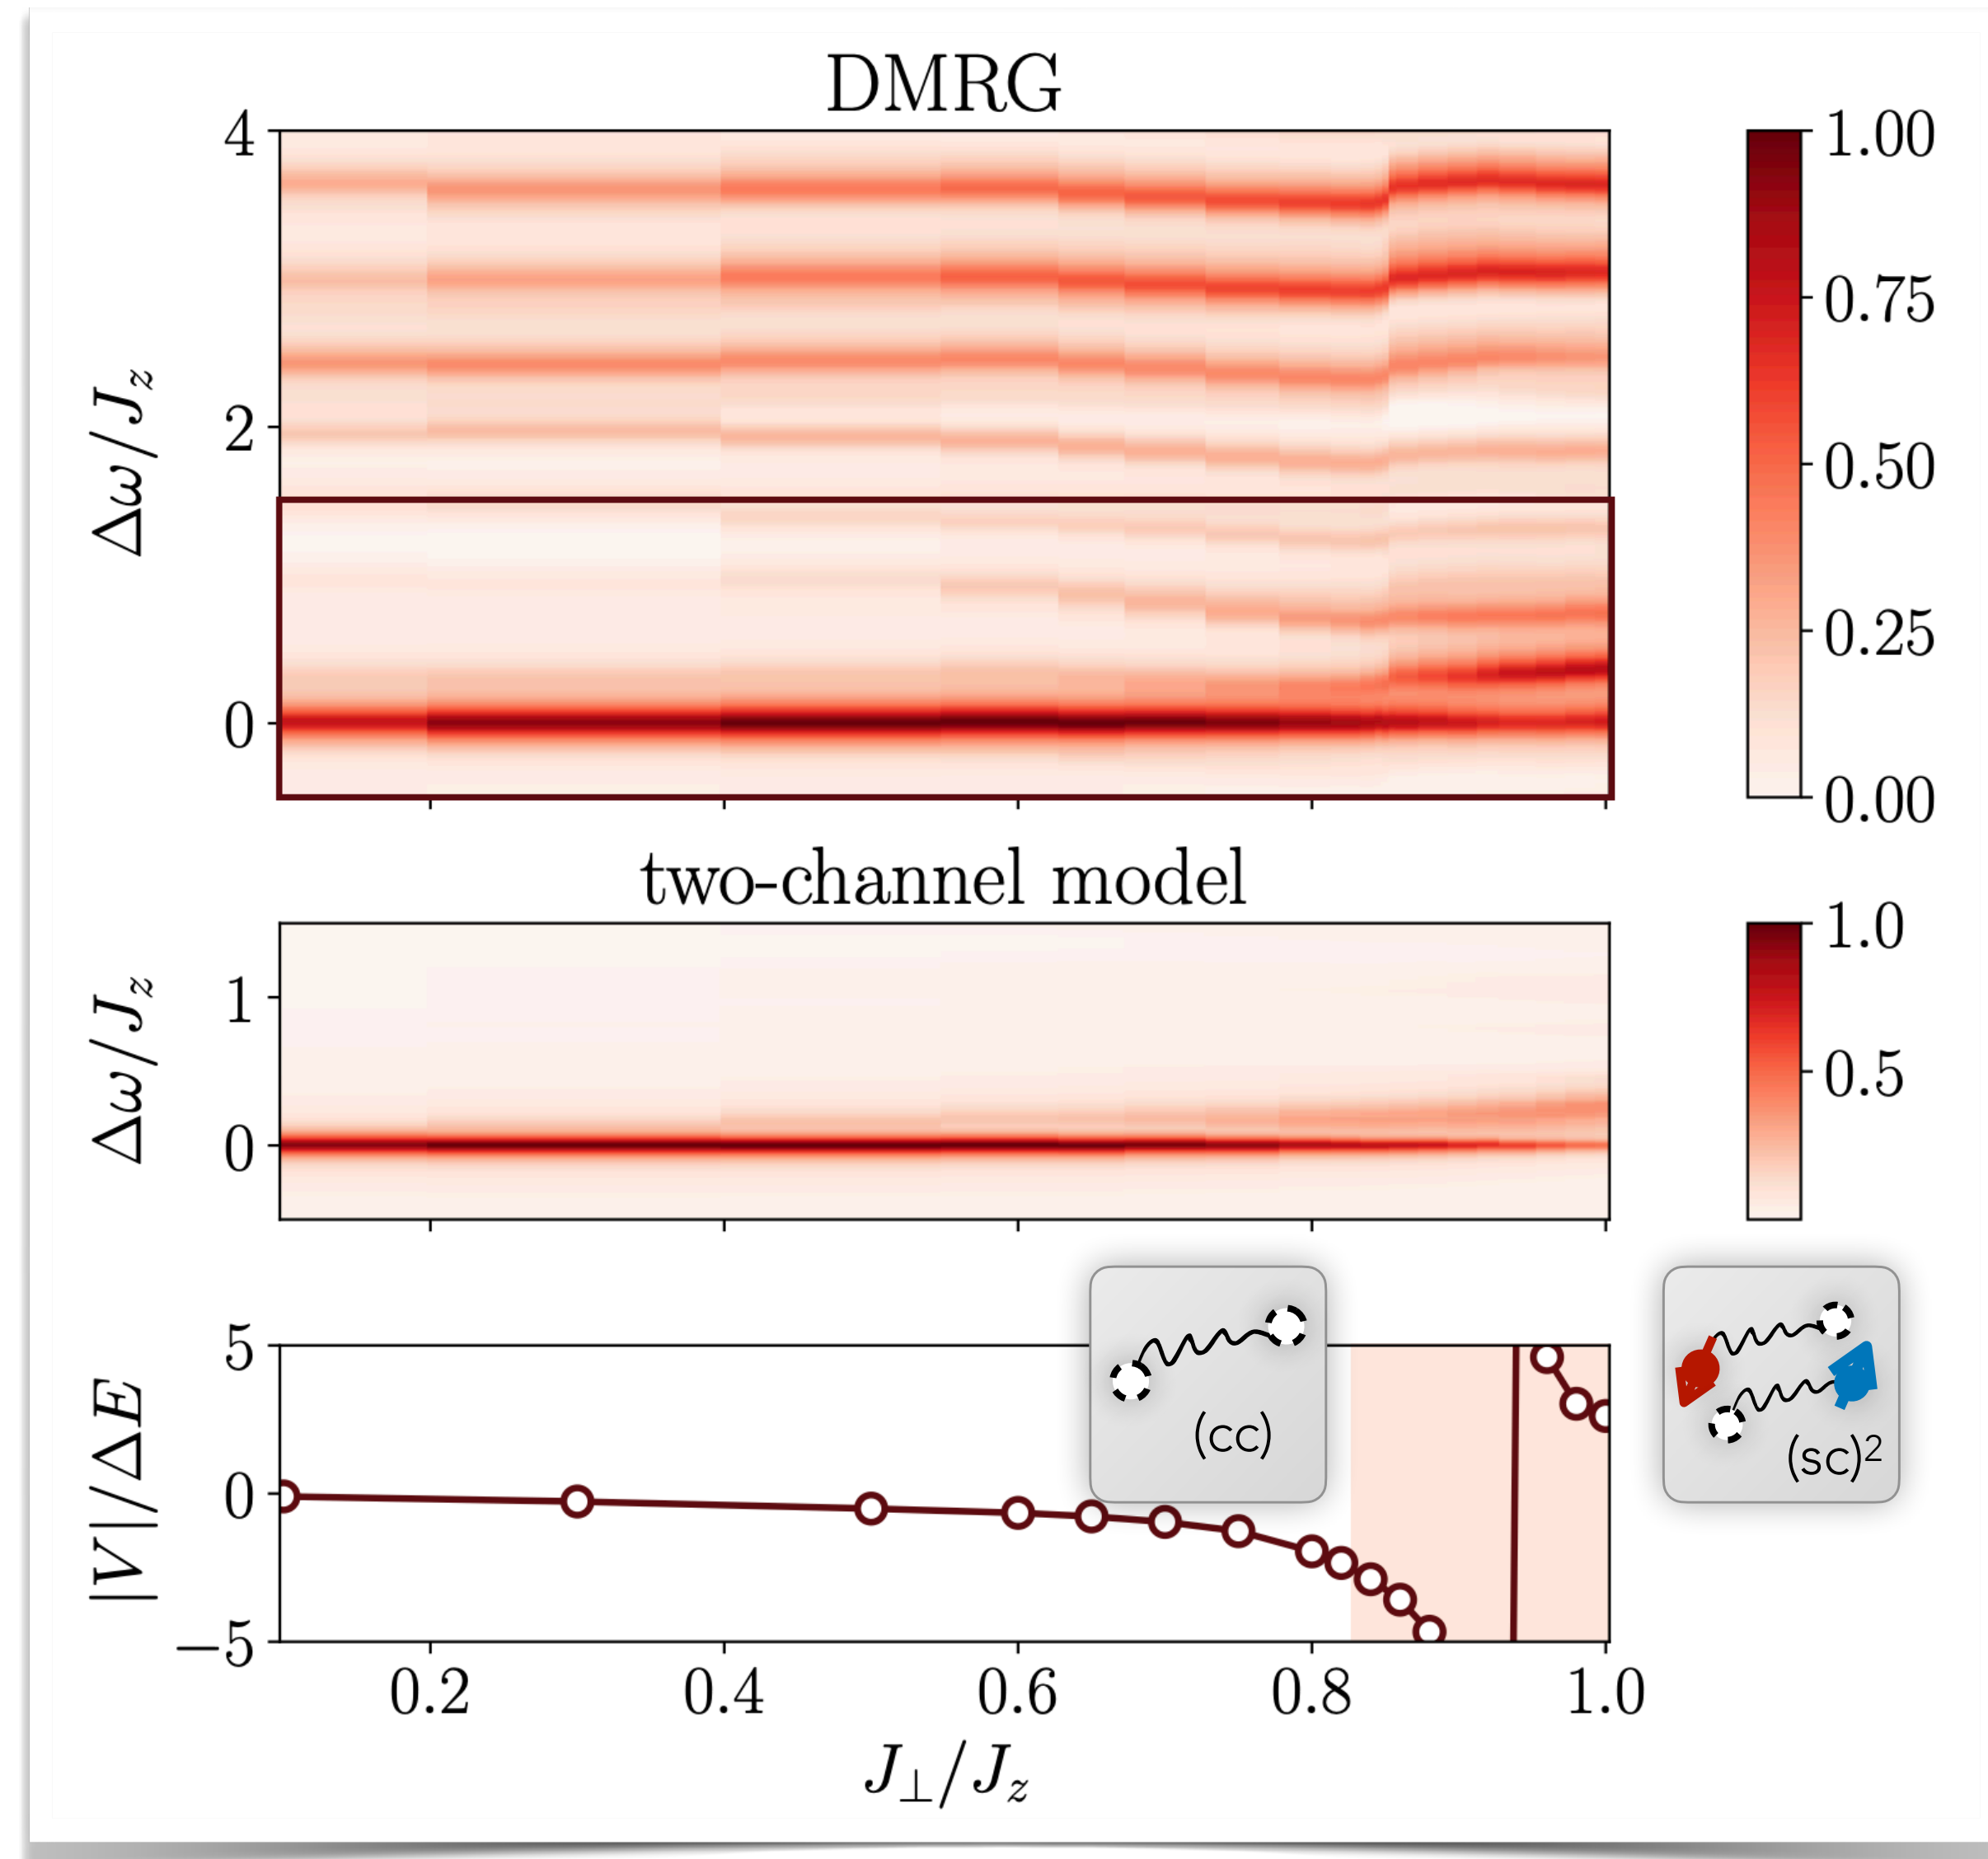 DMRG
4
2
0
Δω/J_z
1.00
0.75
0.50
0.25
0.00
two-channel model
1
0
Δω/J_z
1.0
0.5
5
0
−5
|V|/ΔE
(cc)
(sc)²
0.2 0.4 0.6 0.8 1.0
J_⊥/J_z